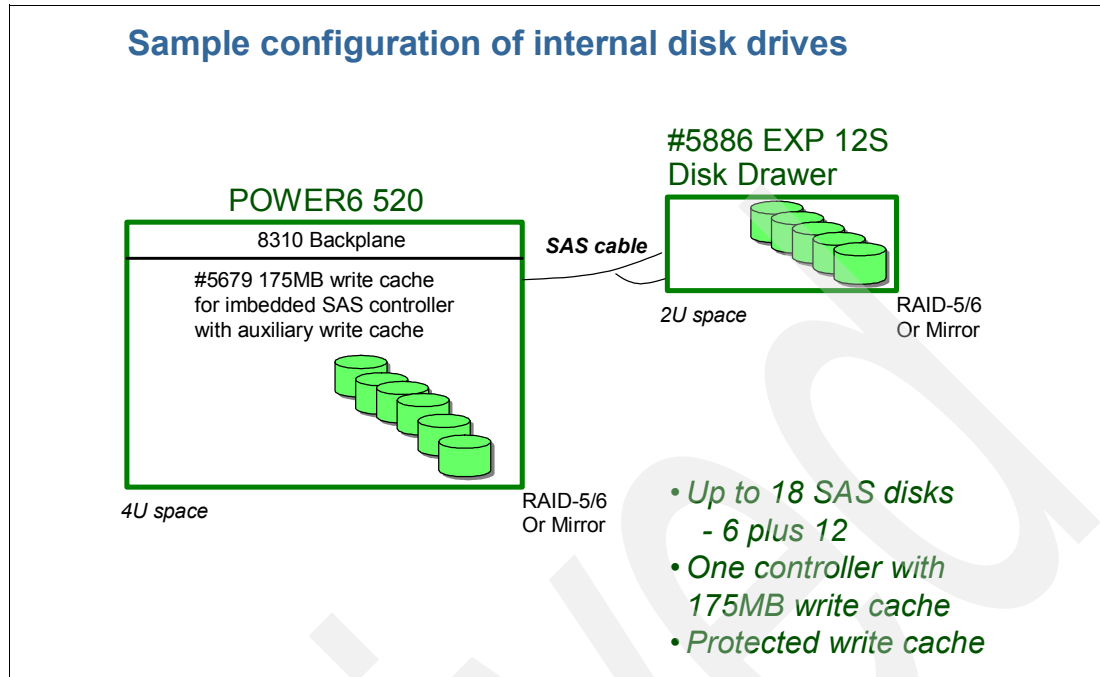 Sample configuration of internal disk drives
#5886 EXP 12S
Disk Drawer
POWER6 520
8310 Backplane
SAS cable
#5679 175MB write cache
for imbedded SAS controller
with auxiliary write cache
2U space
RAID-5/6
Or Mirror
4U space
RAID-5/6
Or Mirror
• Up to 18 SAS disks
- 6 plus 12
• One controller with
175MB write cache
• Protected write cache